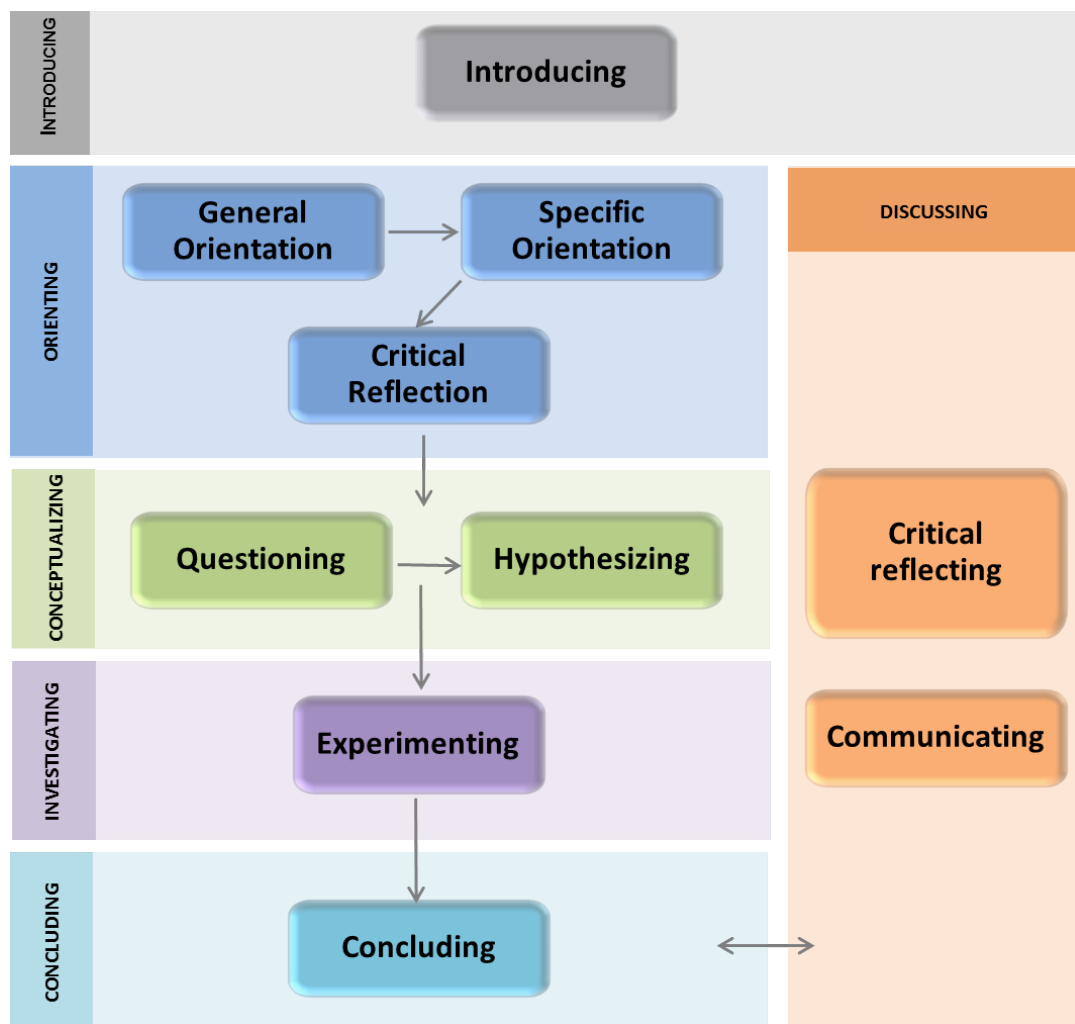 INTRODUCING
Introducing
ORIENTING
General
Orientation
Specific
Orientation
Critical
Reflection
DISCUSSING
CONCEPTUALIZING
Questioning
Hypothesizing
Critical
reflecting
INVESTIGATING
Experimenting
Communicating
CONCLUDING
Concluding